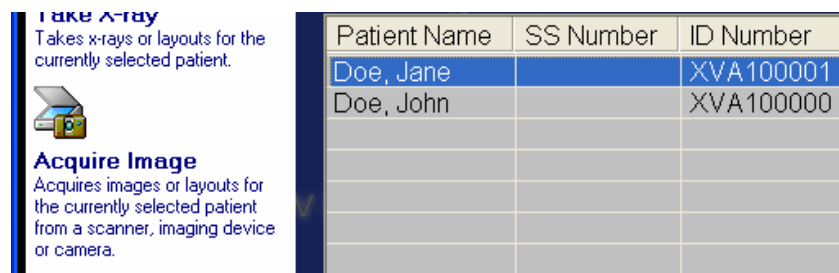 Take X-ray
Takes x-rays or layouts for the
currently selected patient.
Acquire Image
Acquires images or layouts for
the currently selected patient
from a scanner, imaging device
or camera.
Patient Name SS Number ID Number
Doe, Jane XVA100001
Doe, John XVA100000